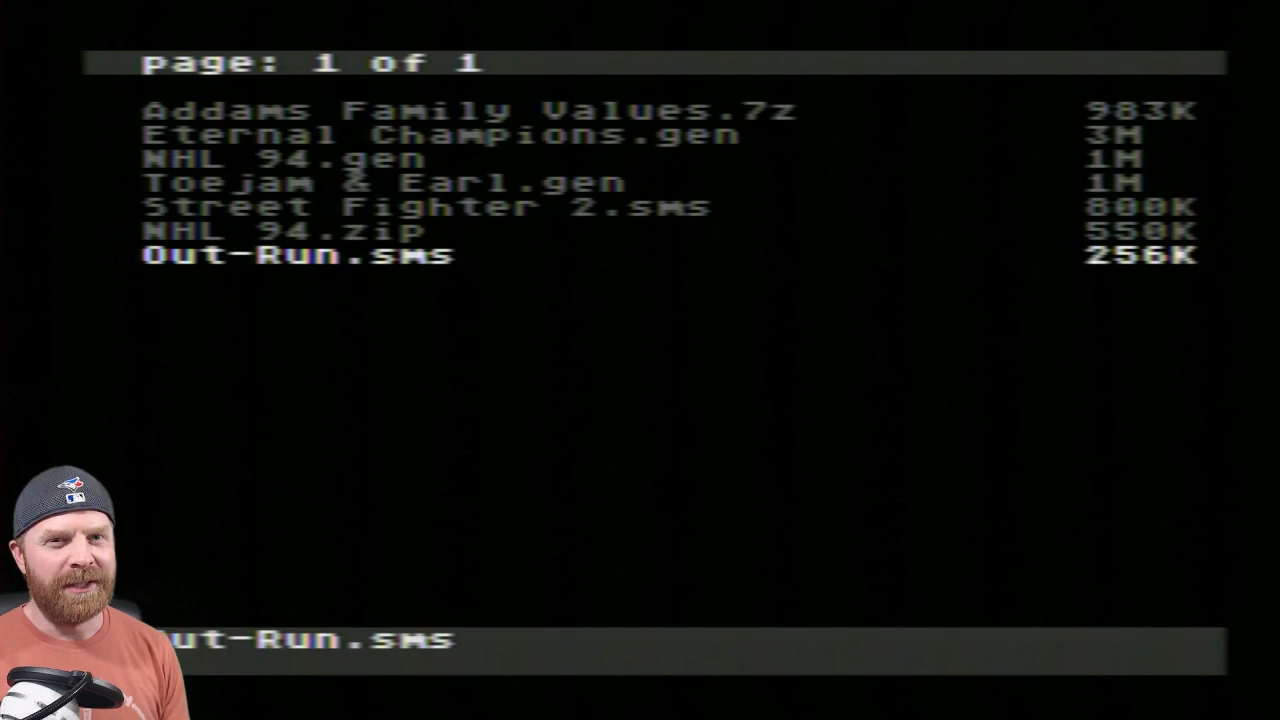 page: 1 of 1
Addams Family Values.7z 983K
Eternal Champions.gen 3M
NHL 94.gen 1M
Toejam & Earl.gen 1M
Street Fighter 2.sms 800K
NHL 94.zip 550K
Out-Run.sms 256K
ut-Run.sms